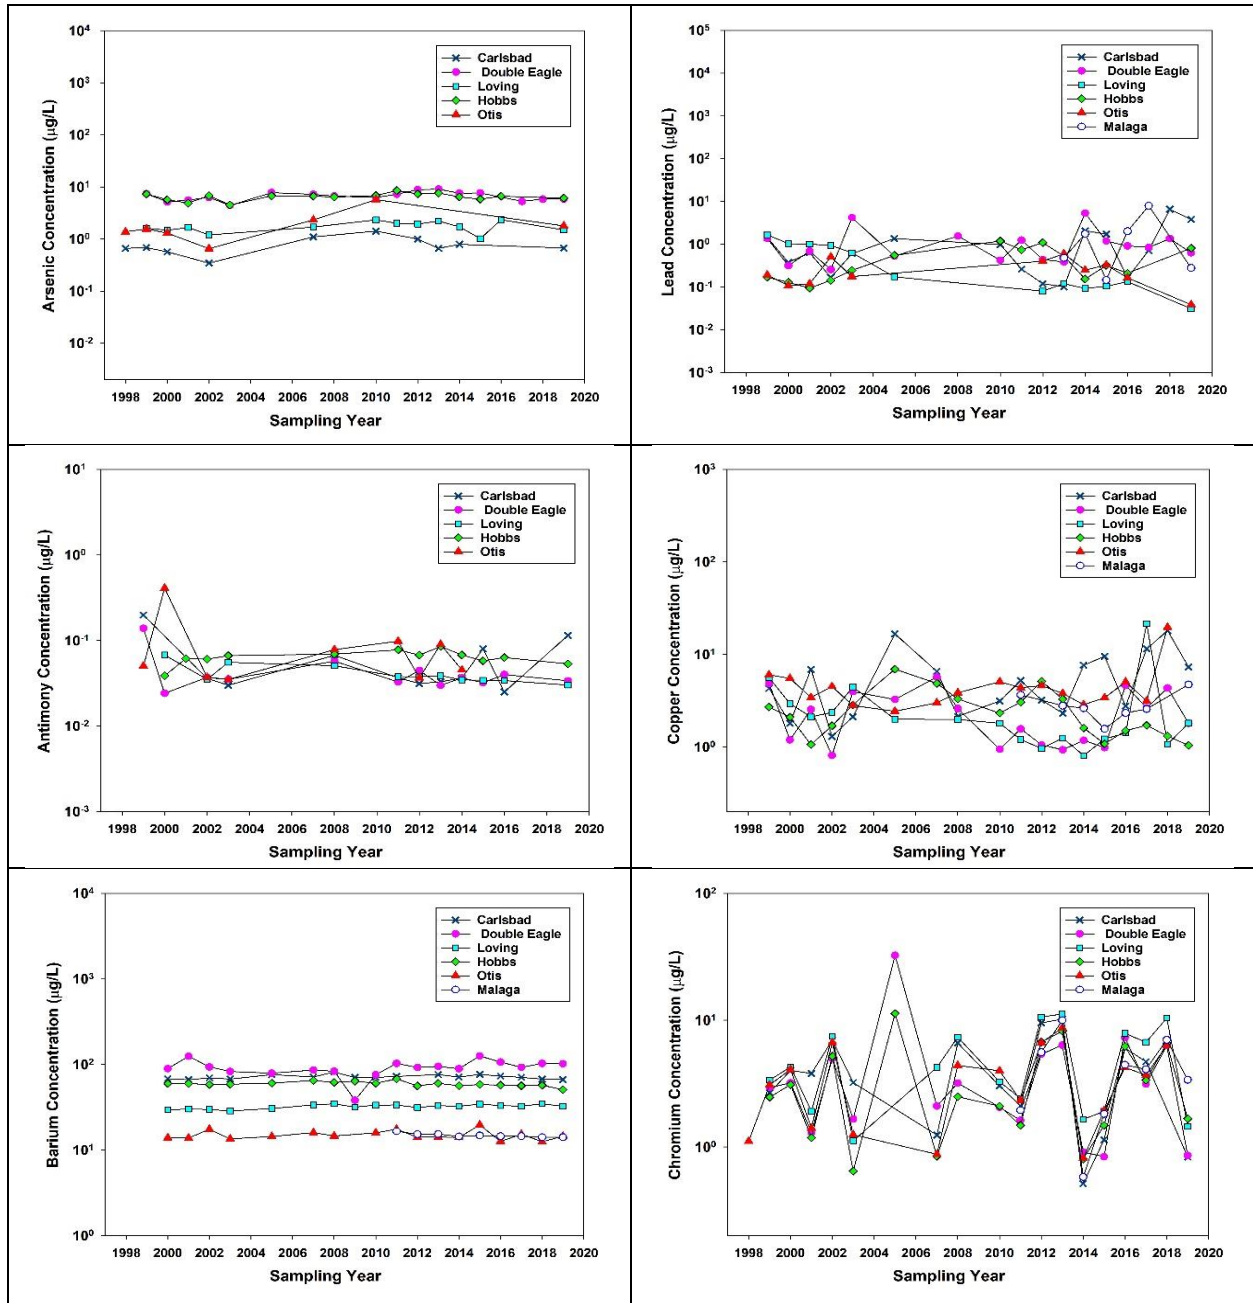 Arsenic Concentration (µg/L)
10⁴
10³
10²
10¹
10⁰
10⁻¹
10⁻²
Carlsbad
Double Eagle
Loving
Hobbs
Otis
1998 2000 2002 2004 2006 2008 2010 2012 2014 2016 2018 2020
Sampling Year
Lead Concentration (µg/L)
10⁵
10⁴
10³
10²
10¹
10⁰
10⁻¹
10⁻²
10⁻³
Carlsbad
Double Eagle
Loving
Hobbs
Otis
Malaga
1998 2000 2002 2004 2006 2008 2010 2012 2014 2016 2018 2020
Sampling Year
Antimony Concentration (µg/L)
10¹
10⁰
10⁻¹
10⁻²
10⁻³
Carlsbad
Double Eagle
Loving
Hobbs
Otis
1998 2000 2002 2004 2006 2008 2010 2012 2014 2016 2018 2020
Sampling Year
Copper Concentration (µg/L)
10³
10²
10¹
10⁰
Carlsbad
Double Eagle
Loving
Hobbs
Otis
Malaga
1998 2000 2002 2004 2006 2008 2010 2012 2014 2016 2018 2020
Sampling Year
Barium Concentration (µg/L)
10⁴
10³
10²
10¹
10⁰
Carlsbad
Double Eagle
Loving
Hobbs
Otis
Malaga
1998 2000 2002 2004 2006 2008 2010 2012 2014 2016 2018 2020
Sampling Year
Chromium Concentration (µg/L)
10²
10¹
10⁰
Carlsbad
Double Eagle
Loving
Hobbs
Otis
Malaga
1998 2000 2002 2004 2006 2008 2010 2012 2014 2016 2018 2020
Sampling Year